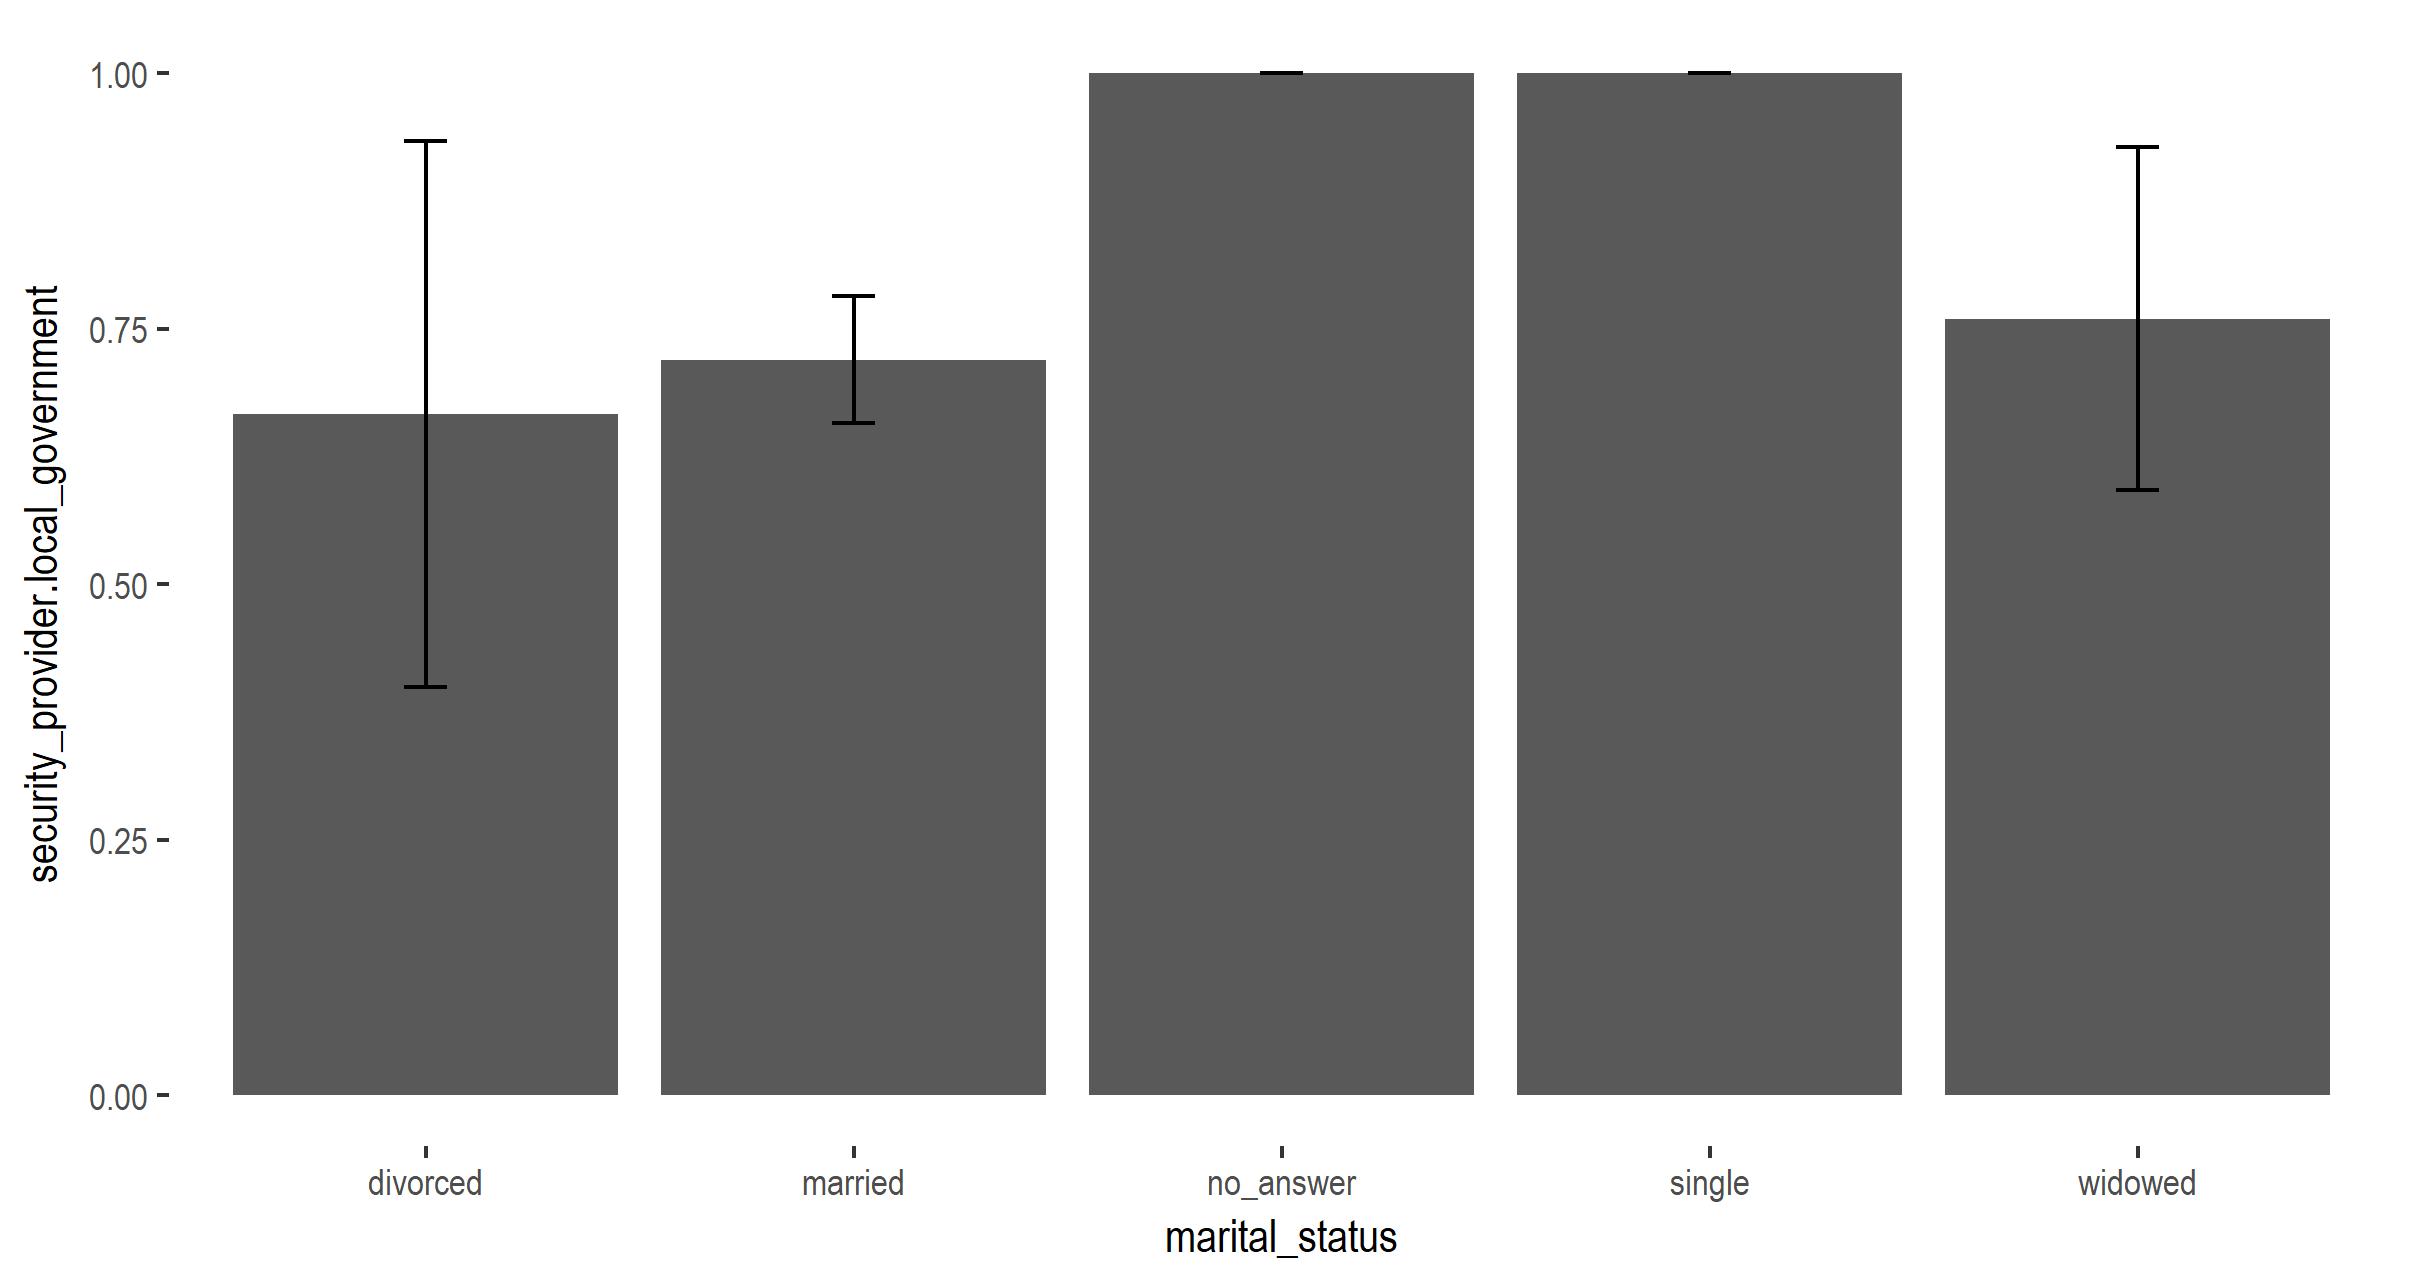 1.00
0.75
0.50
0.25
0.00
security_provider.local_government
divorced married no_answer single widowed
marital_status